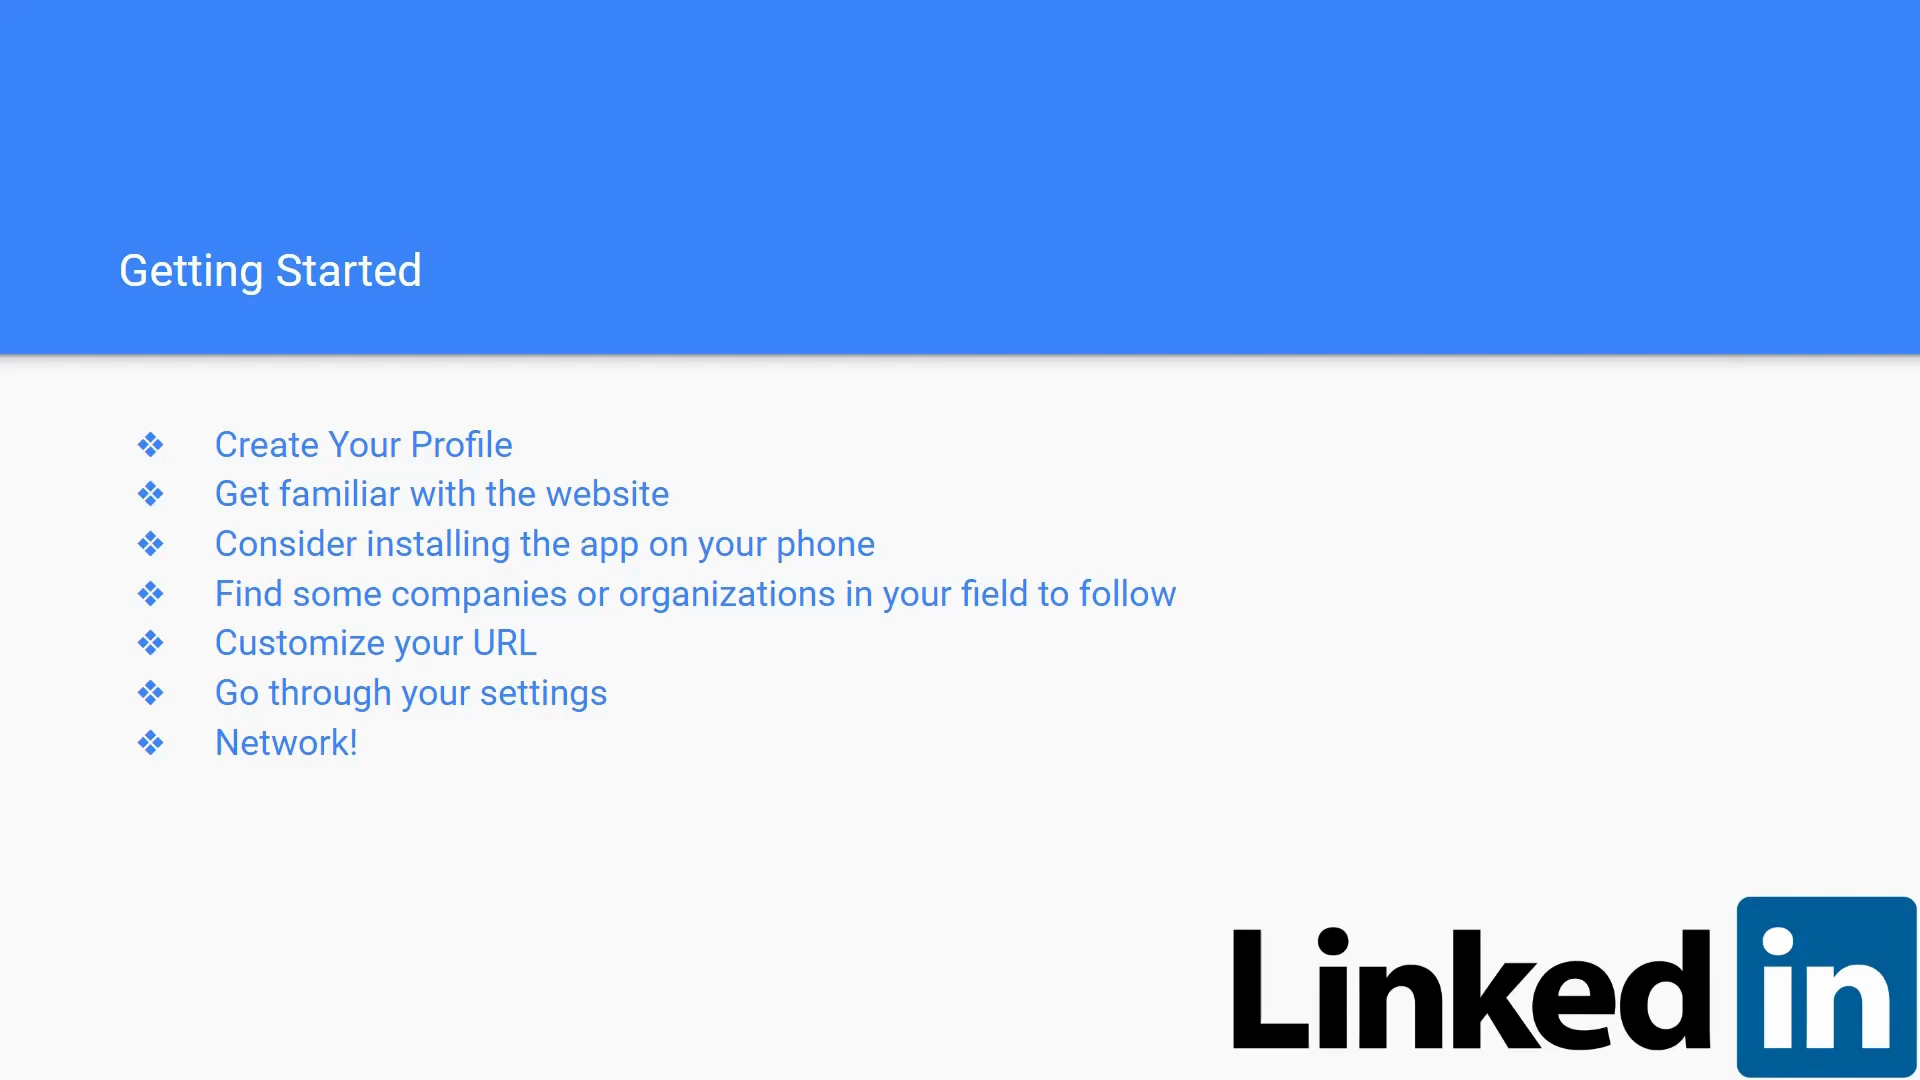 Getting Started
❖ Create Your Profile
❖ Get familiar with the website
❖ Consider installing the app on your phone
❖ Find some companies or organizations in your field to follow
❖ Customize your URL
❖ Go through your settings
❖ Network!
Linked in